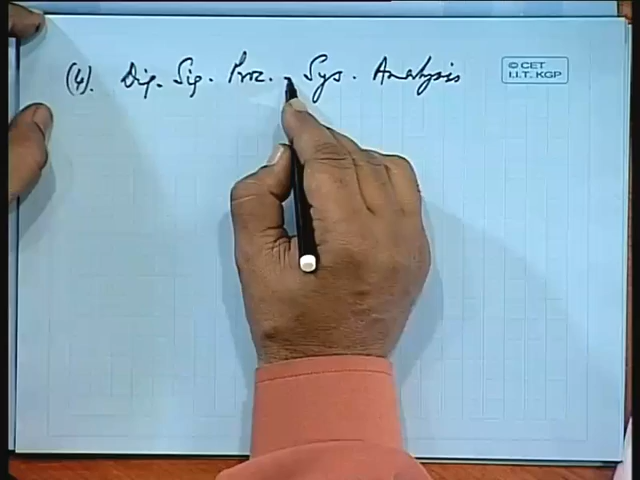 (4). Dig. Sig. Proc. - Sys. Analysis
© CET
I.I.T. KGP